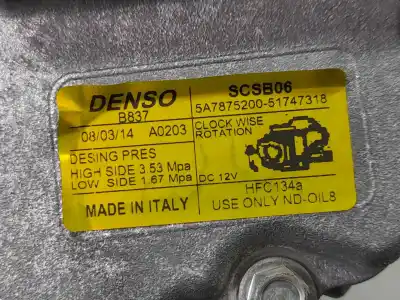 DENSO
B837
08/03/14 A0203
DESING PRES
HIGH SIDE 3.53 Mpa
LOW SIDE 1.67 Mpa
MADE IN ITALY
SCSB06
5A7875200-51747318
CLOCK WISE
ROTATION
DC 12V
HFC134a
USE ONLY ND-OIL8